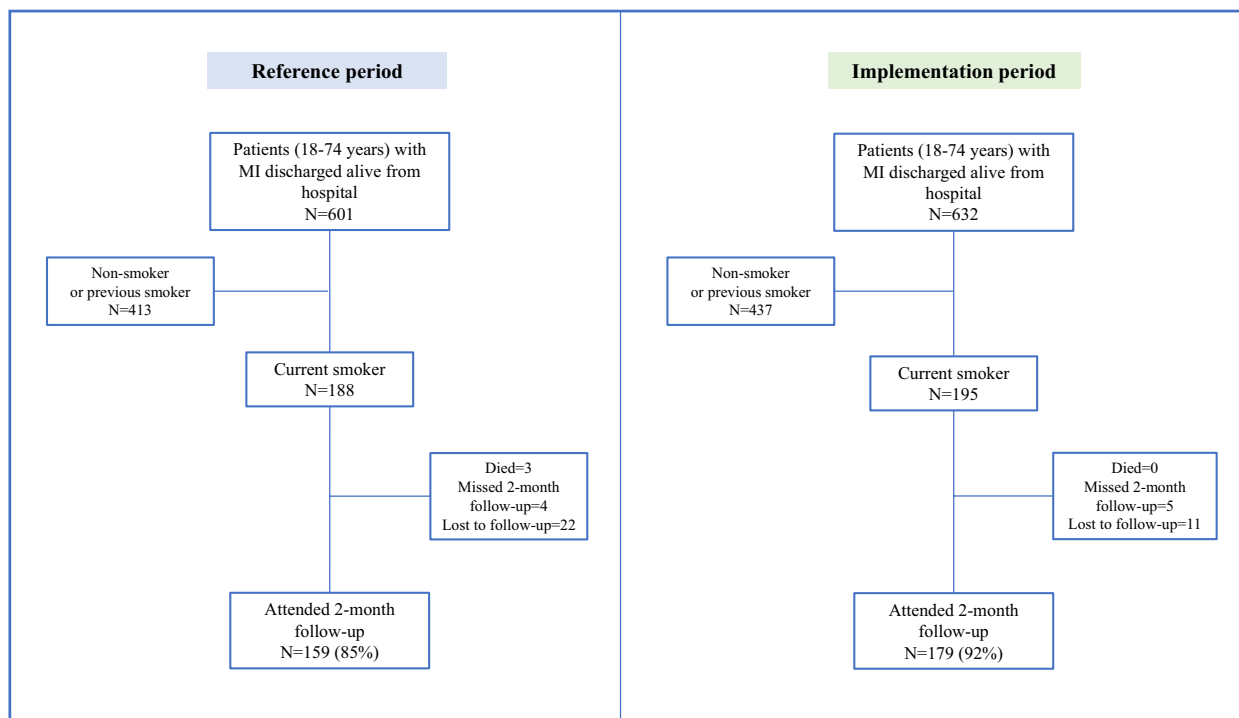 Reference period
Patients (18-74 years) with
MI discharged alive from
hospital
N=601
Non-smoker
or previous smoker
N=413
Current smoker
N=188
Died=3
Missed 2-month
follow-up=4
Lost to follow-up=22
Attended 2-month
follow-up
N=159 (85%)
Implementation period
Patients (18-74 years) with
MI discharged alive from
hospital
N=632
Non-smoker
or previous smoker
N=437
Current smoker
N=195
Died=0
Missed 2-month
follow-up=5
Lost to follow-up=11
Attended 2-month
follow-up
N=179 (92%)